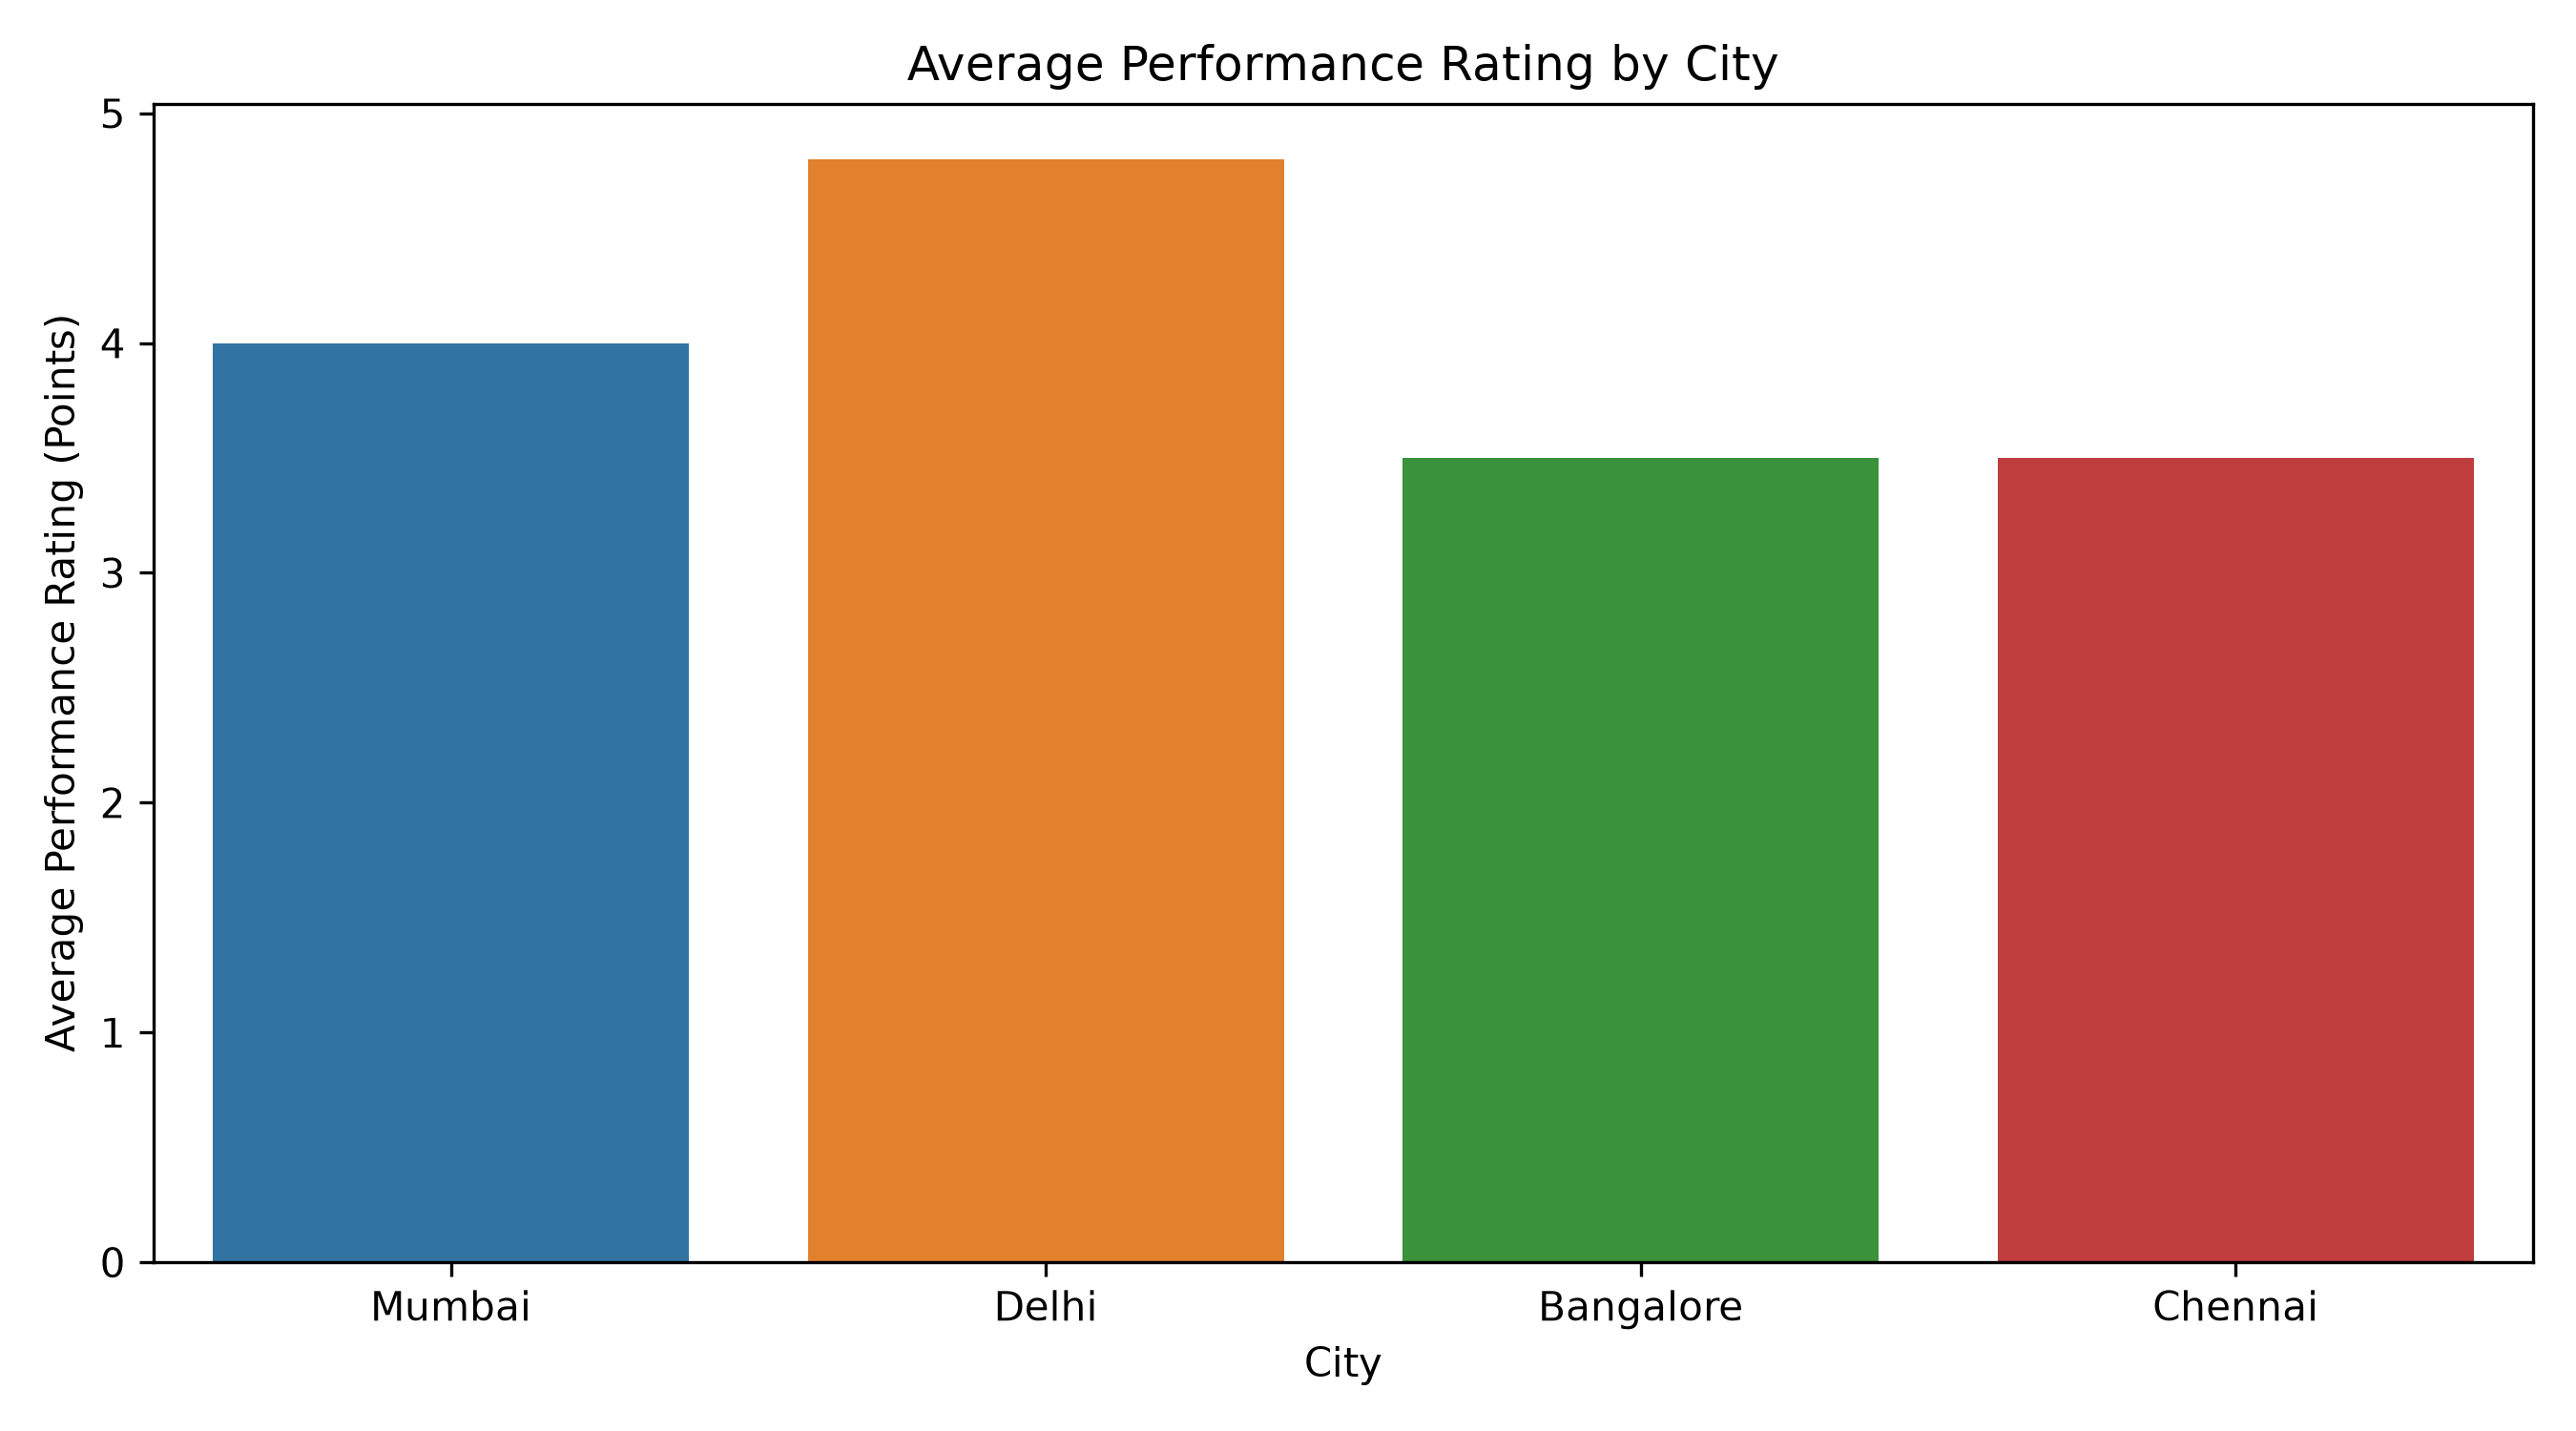 Average Performance Rating by City
Average Performance Rating (Points)
5
4
3
2
1
0
Mumbai Delhi Bangalore Chennai
City